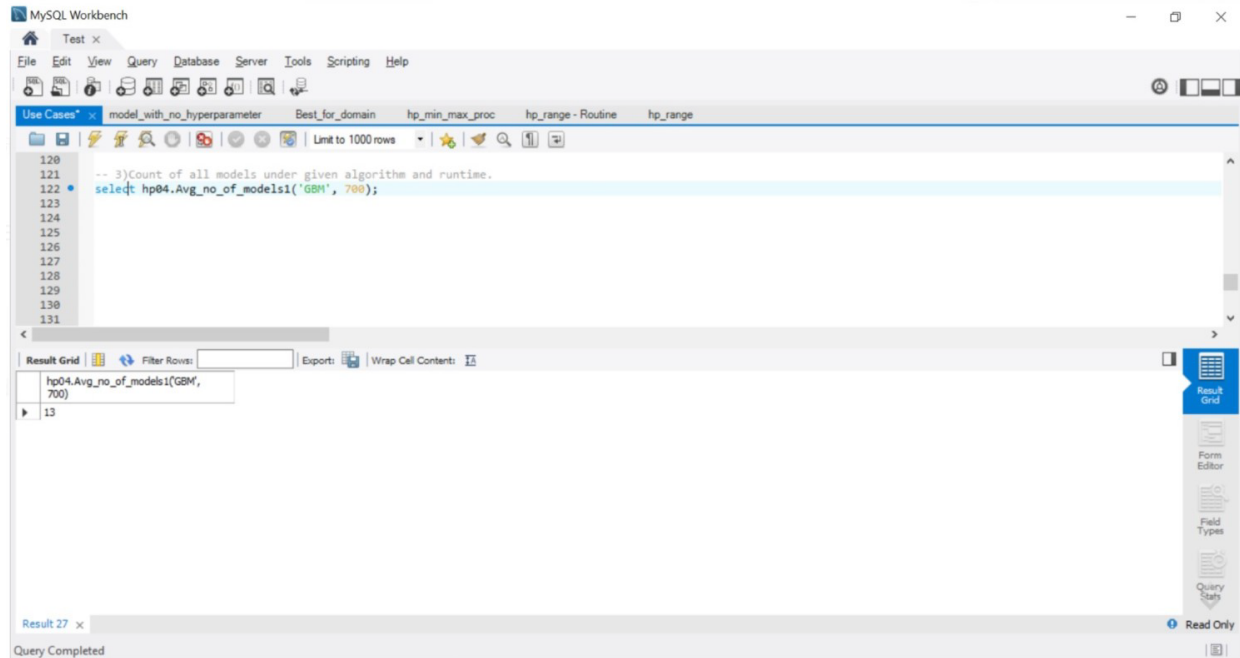 MySQL Workbench
Test ×
File Edit View Query Database Server Tools Scripting Help
Use Cases* × model_with_no_hyperparameter Best_for_domain hp_min_max_proc hp_range - Routine hp_range
Limit to 1000 rows
120
121 -- 3)Count of all models under given algorithm and runtime.
122 select hp04.Avg_no_of_models1('GBM', 700);
123
124
125
126
127
128
129
130
131
Result Grid Filter Rows: Export: Wrap Cell Content:
hp04.Avg_no_of_models1('GBM',
700)
13
Result
Grid
Form
Editor
Field
Types
Query
Stats
Result 27 × Read Only
Query Completed